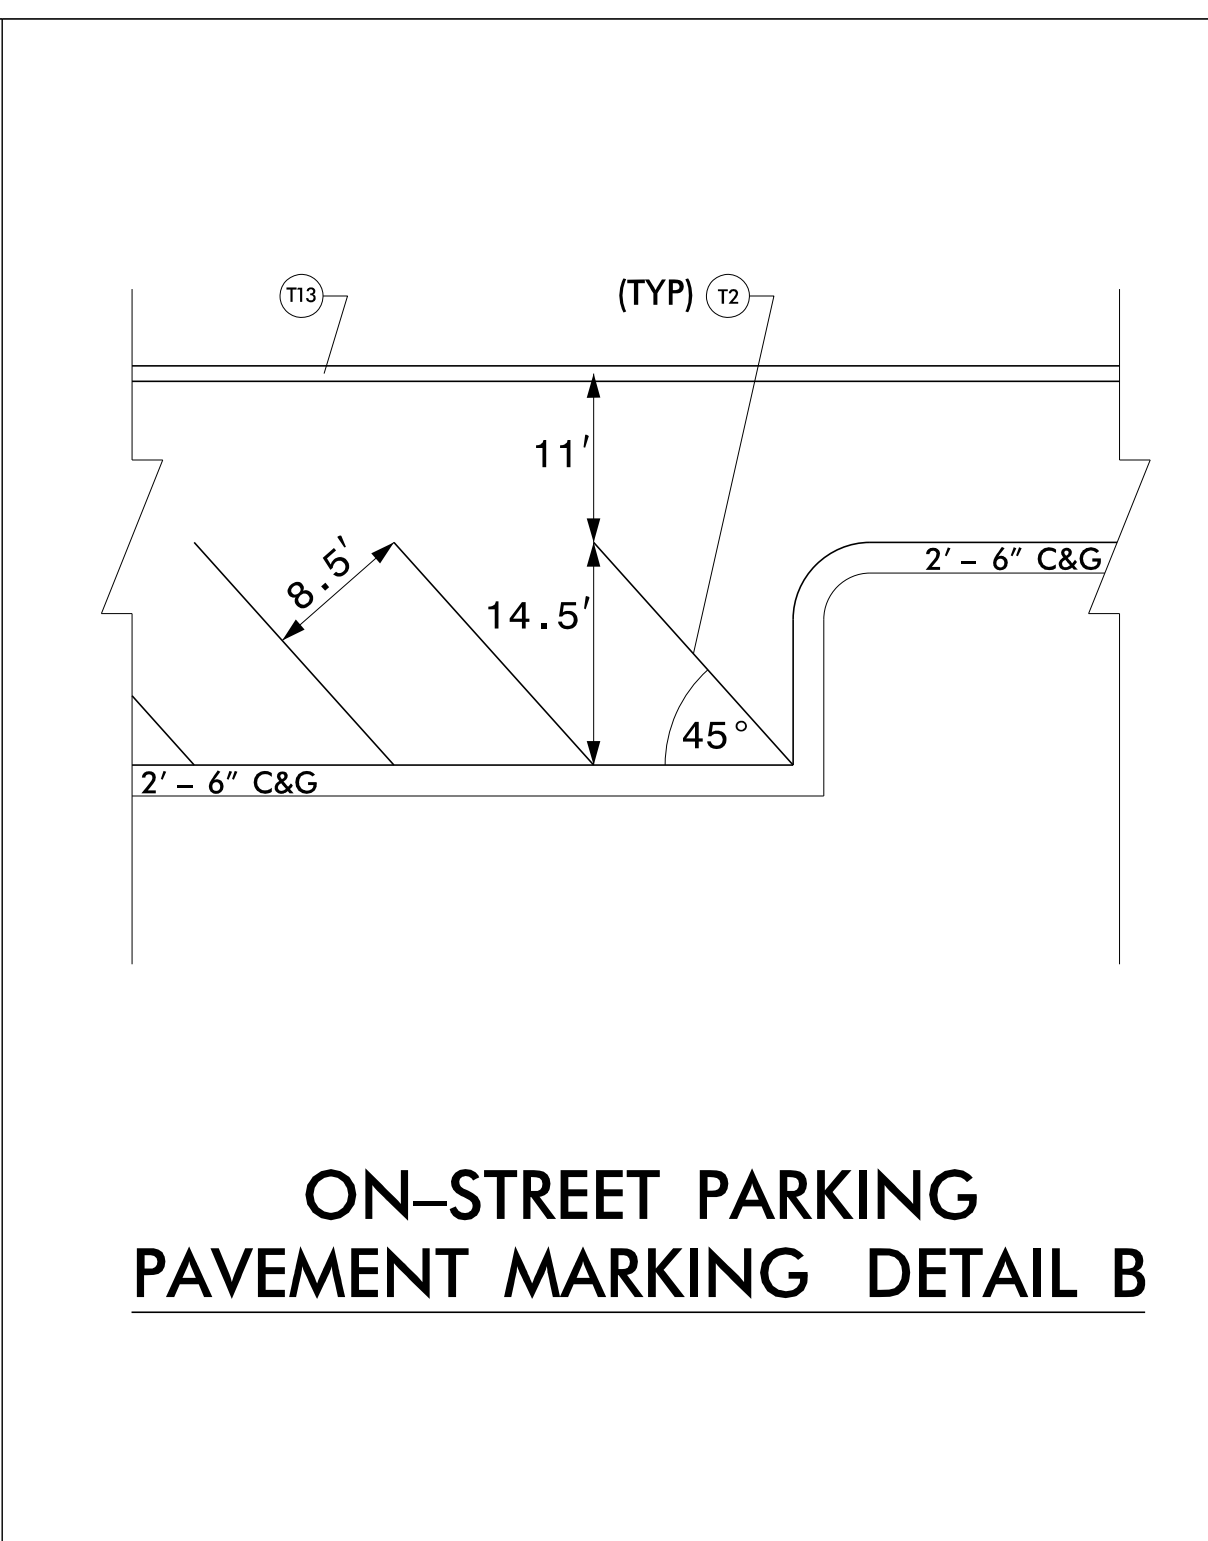 T13
(TYP) T2
11'
8.5'
14.5'
2' – 6" C&G
45°
2' – 6" C&G
ON–STREET PARKING
PAVEMENT MARKING DETAIL B